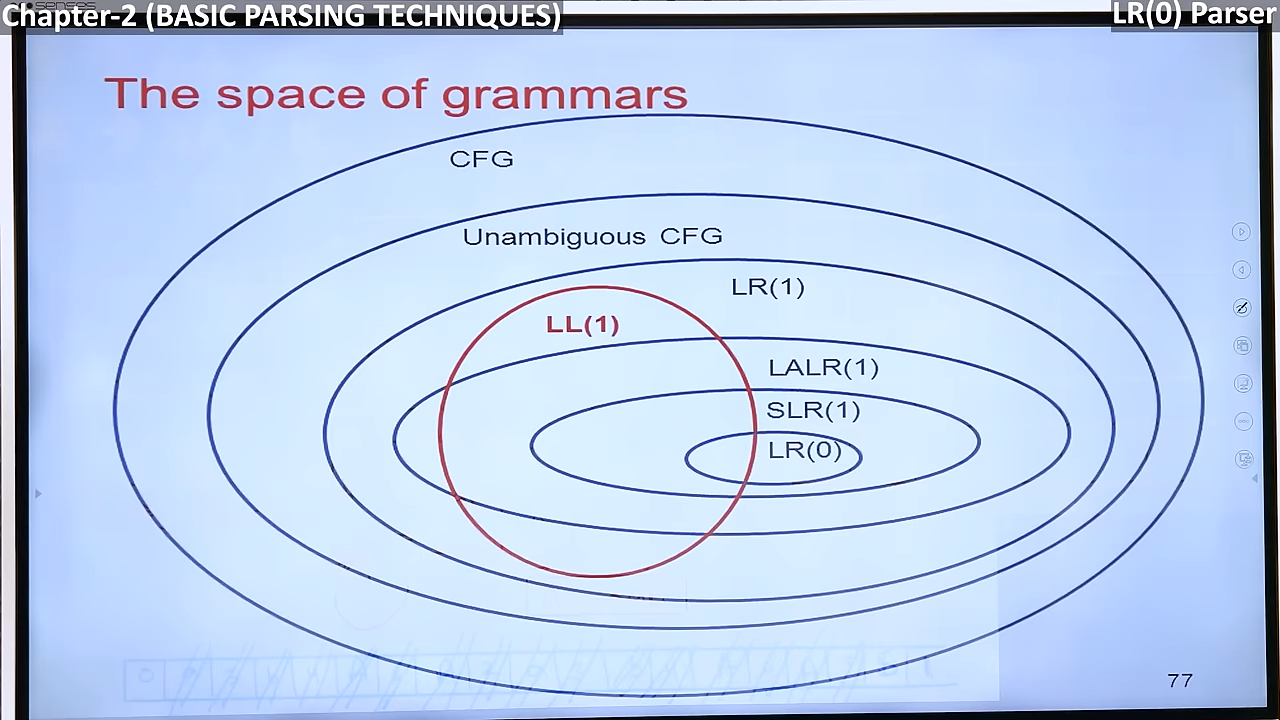 Chapter-2 (BASIC PARSING TECHNIQUES)
LR(0) Parser
The space of grammars
CFG
Unambiguous CFG
LR(1)
LL(1)
LALR(1)
SLR(1)
LR(0)
77